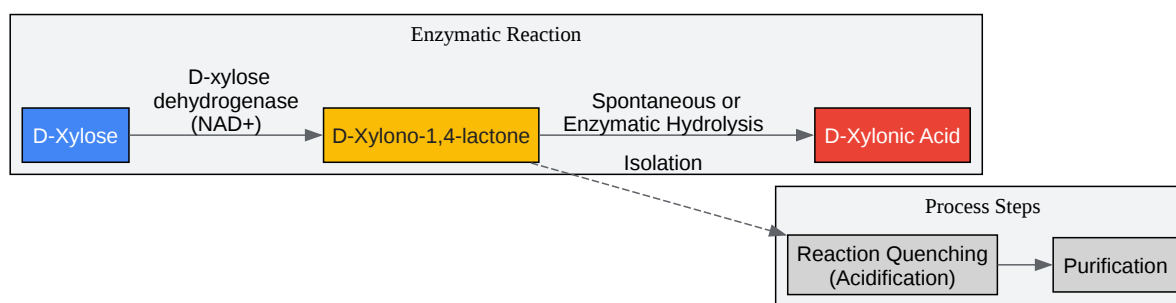 Enzymatic Reaction
D-xylose
dehydrogenase
(NAD+)
Spontaneous or
Enzymatic Hydrolysis
D-Xylose
D-Xylono-1,4-lactone
D-Xylonic Acid
Isolation
Process Steps
Reaction Quenching
(Acidification)
Purification